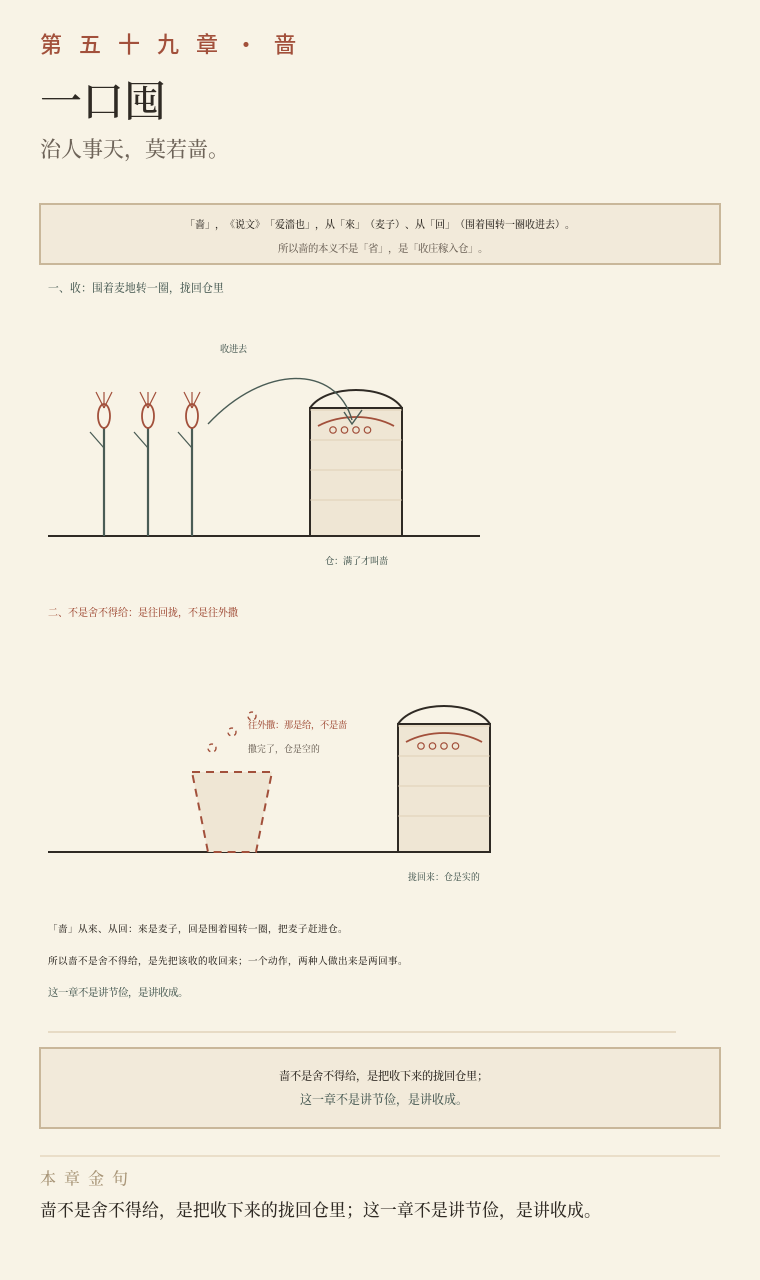 第五十九章·啬
一口囤
治人事天，莫若啬。
「啬」，《说文》「爱濇也」，从「來」（麦子）、从「回」（围着囤转一圈收进去）。
所以啬的本义不是「省」，是「收庄稼入仓」。
一、收：围着麦地转一圈，拢回仓里
收进去
仓：满了才叫啬
二、不是舍不得给：是往回拢，不是往外撒
往外撒：那是给，不是啬
撒完了，仓是空的
拢回来：仓是实的
「啬」从來、从回：來是麦子，回是围着囤转一圈，把麦子赶进仓。
所以啬不是舍不得给，是先把该收的收回来；一个动作，两种人做出来是两回事。
这一章不是讲节俭，是讲收成。
啬不是舍不得给，是把收下来的拢回仓里；
这一章不是讲节俭，是讲收成。
本章金句
啬不是舍不得给，是把收下来的拢回仓里；这一章不是讲节俭，是讲收成。